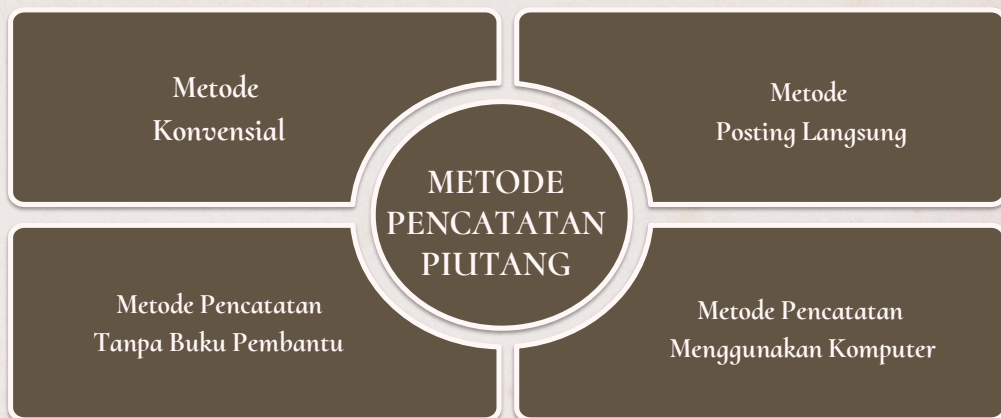 Metode
Konvensial
Metode
Posting Langsung
METODE
PENCATATAN
PIUTANG
Metode Pencatatan
Tanpa Buku Pembantu
Metode Pencatatan
Menggunakan Komputer